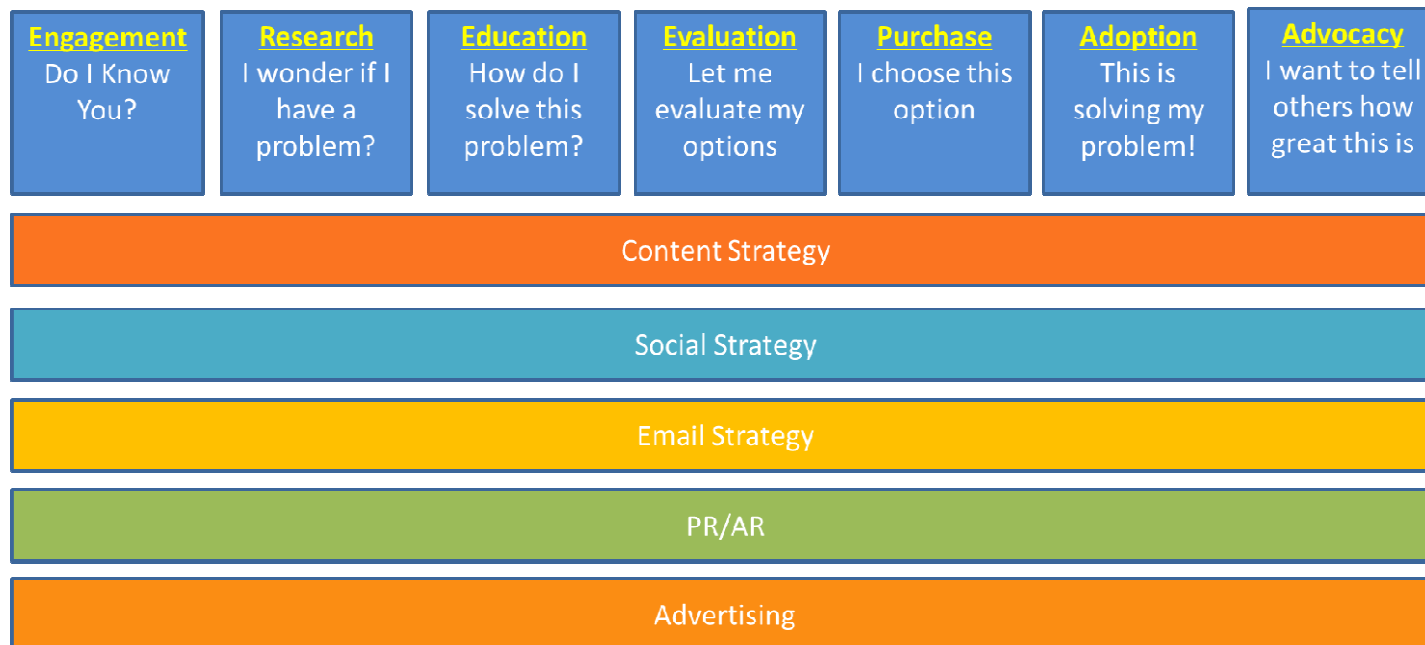 Engagement
Do I Know
You?
Research
I wonder if I
have a
problem?
Education
How do I
solve this
problem?
Evaluation
Let me
evaluate my
options
Purchase
I choose this
option
Adoption
This is
solving my
problem!
Advocacy
I want to tell
others how
great this is
Content Strategy
Social Strategy
Email Strategy
PR/AR
Advertising